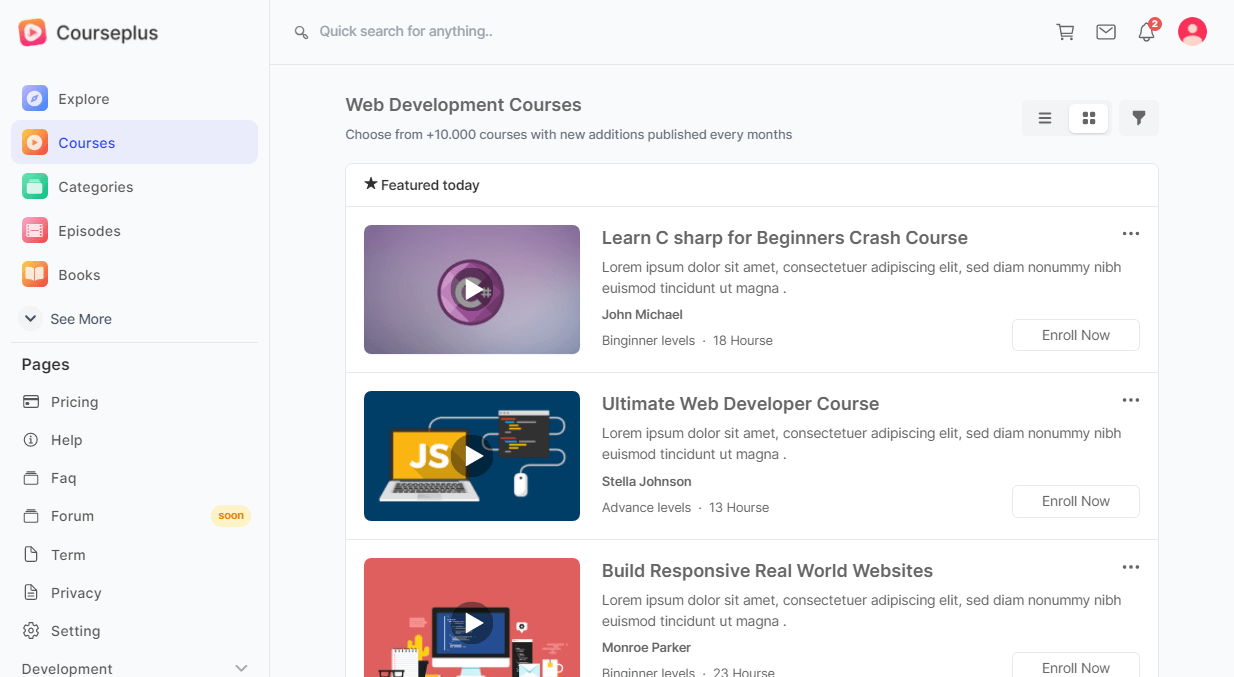 Courseplus
Quick search for anything..
2
Explore
Courses
Categories
Episodes
Books
See More
Pages
Pricing
Help
Faq
Forum
soon
Term
Privacy
Setting
Development
Web Development Courses
Choose from +10.000 courses with new additions published every months
Featured today
C#
Learn C sharp for Beginners Crash Course
Lorem ipsum dolor sit amet, consectetuer adipiscing elit, sed diam nonummy nibh
euismod tincidunt ut magna .
John Michael
Binginner levels · 18 Hourse
Enroll Now
JS
Ultimate Web Developer Course
Lorem ipsum dolor sit amet, consectetuer adipiscing elit, sed diam nonummy nibh
euismod tincidunt ut magna .
Stella Johnson
Advance levels · 13 Hourse
Enroll Now
Build Responsive Real World Websites
Lorem ipsum dolor sit amet, consectetuer adipiscing elit, sed diam nonummy nibh
euismod tincidunt ut magna .
Monroe Parker
Binginner levels · 23 Hourse
Enroll Now